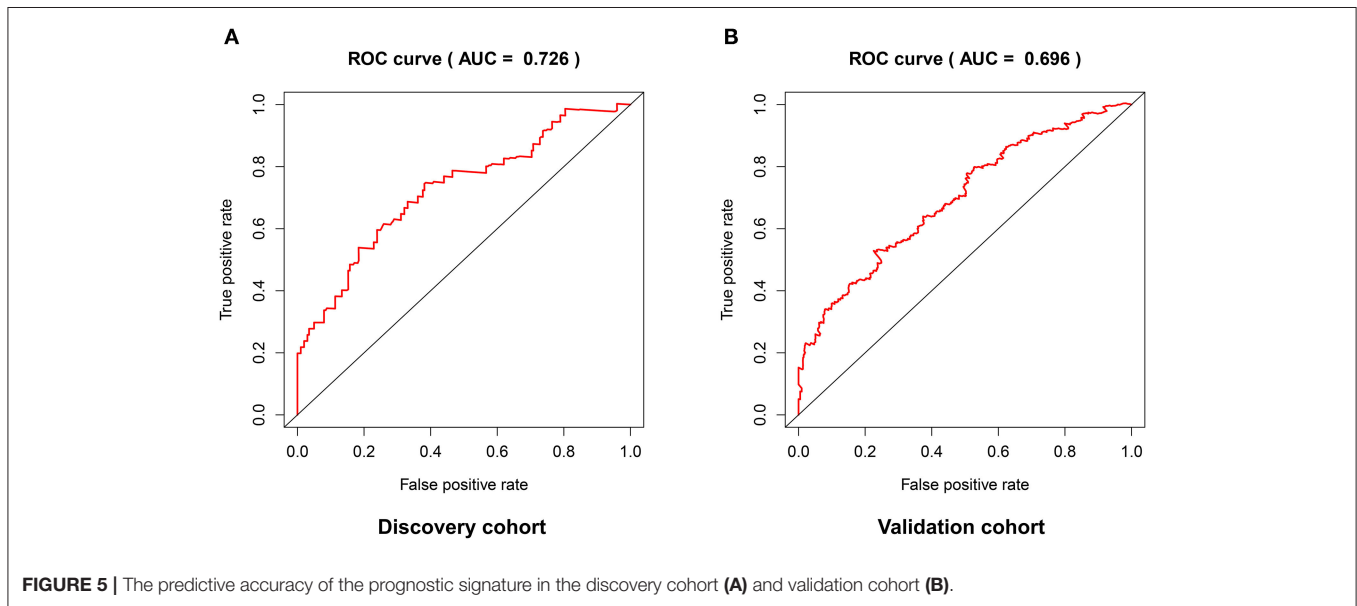 A
ROC curve ( AUC = 0.726 )
True positive rate
1.0
0.8
0.6
0.4
0.2
0.0
0.0 0.2 0.4 0.6 0.8 1.0
False positive rate
Discovery cohort
B
ROC curve ( AUC = 0.696 )
True positive rate
1.0
0.8
0.6
0.4
0.2
0.0
0.0 0.2 0.4 0.6 0.8 1.0
False positive rate
Validation cohort
FIGURE 5 | The predictive accuracy of the prognostic signature in the discovery cohort (A) and validation cohort (B).